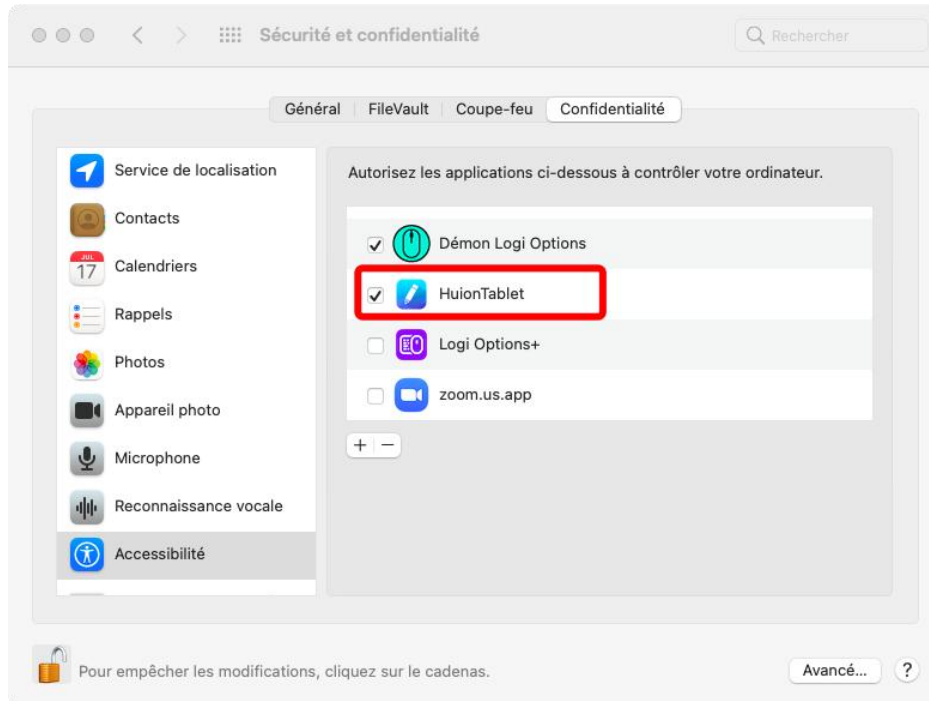 Sécurité et confidentialité
Rechercher
Général FileVault Coupe-feu Confidentialité
Service de localisation
Contacts
JUL
17
Calendriers
Rappels
Photos
Appareil photo
Microphone
Reconnaissance vocale
Accessibilité
Autorisez les applications ci-dessous à contrôler votre ordinateur.
Démon Logi Options
HuionTablet
Logi Options+
zoom.us.app
+ −
Pour empêcher les modifications, cliquez sur le cadenas.
Avancé... ?